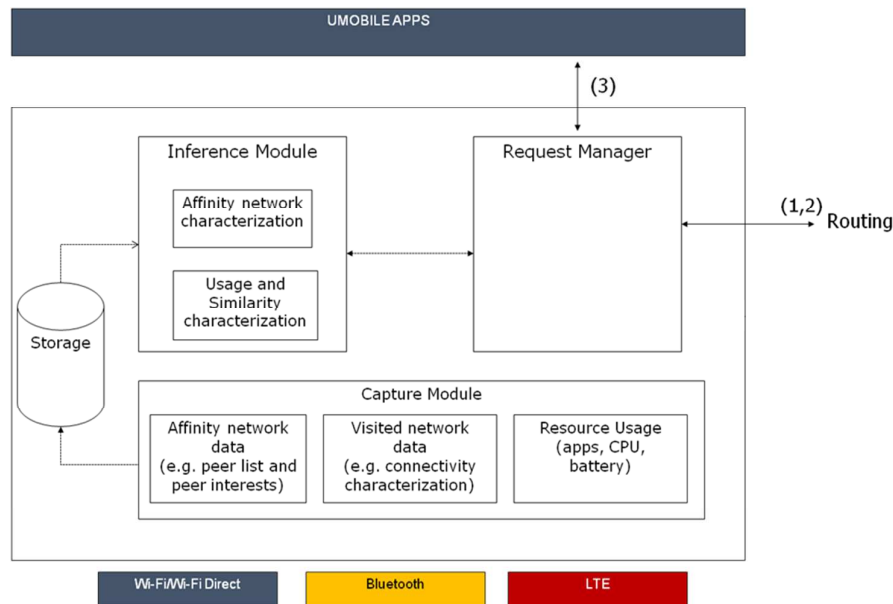 UMOBILE APPS
(3)
Inference Module
Request Manager
Affinity network
characterization
(1,2)
Routing
Usage and
Similarity
characterization
Storage
Capture Module
Affinity network
data
(e.g. peer list and
peer interests)
Visited network
data
(e.g. connectivity
characterization)
Resource Usage
(apps, CPU,
battery)
Wi-Fi/Wi-Fi Direct
Bluetooth
LTE